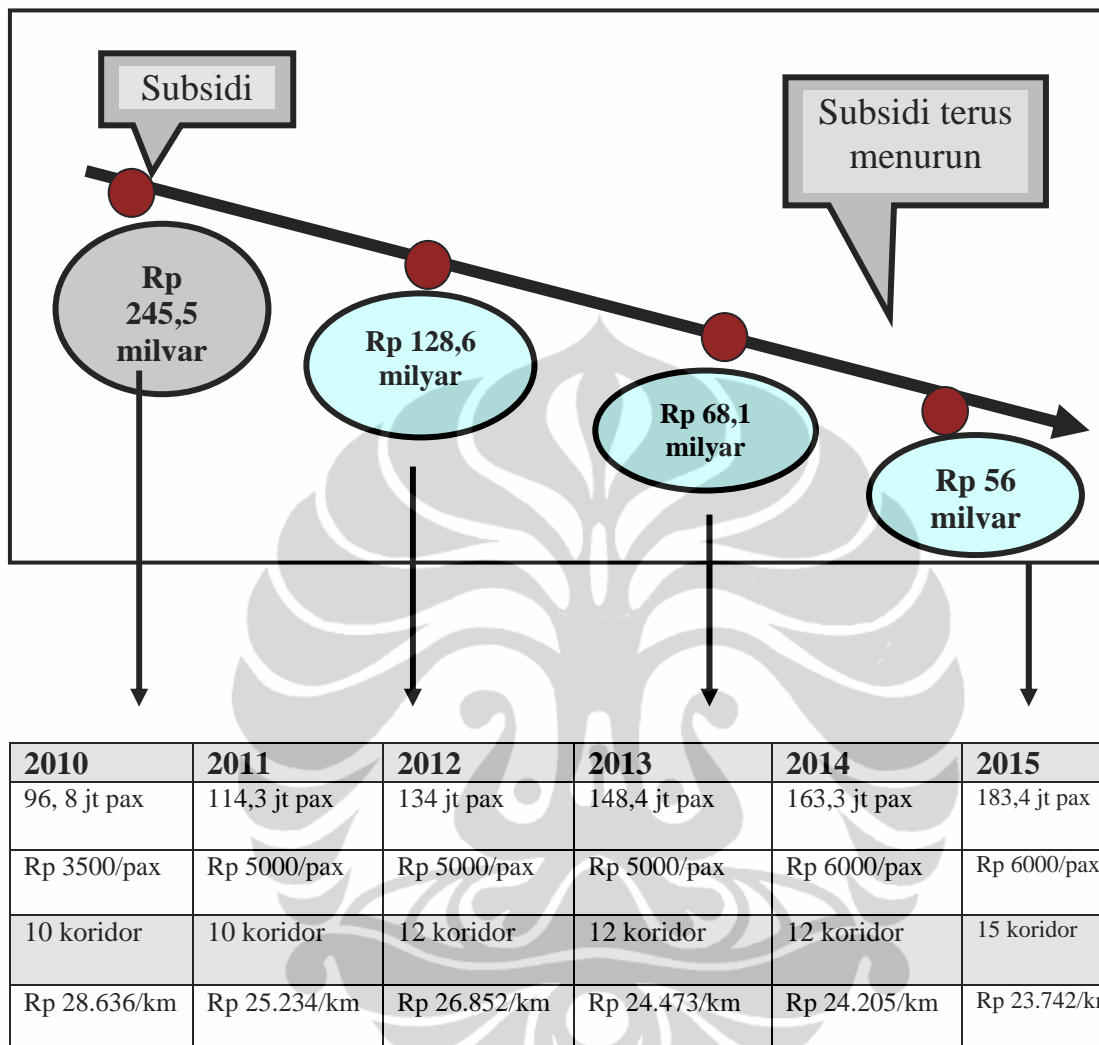 Subsidi
Subsidi terus
menurun
Rp
245,5
milvar
Rp 128,6
milyar
Rp 68,1
milyar
Rp 56
milvar
2010 2011 2012 2013 2014 2015
96, 8 jt pax 114,3 jt pax 134 jt pax 148,4 jt pax 163,3 jt pax 183,4 jt pax
Rp 3500/pax Rp 5000/pax Rp 5000/pax Rp 5000/pax Rp 6000/pax Rp 6000/pax
10 koridor 10 koridor 12 koridor 12 koridor 12 koridor 15 koridor
Rp 28.636/km Rp 25.234/km Rp 26.852/km Rp 24.473/km Rp 24.205/km Rp 23.742/k